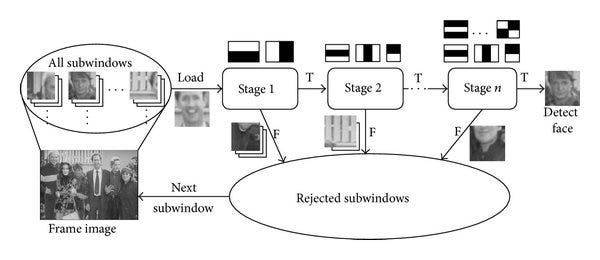 All subwindows
. . .
Load
Stage 1
T
Stage 2
T
. . .
Stage n
T
Detect
face
F
F
F
Rejected subwindows
Next
subwindow
Frame image